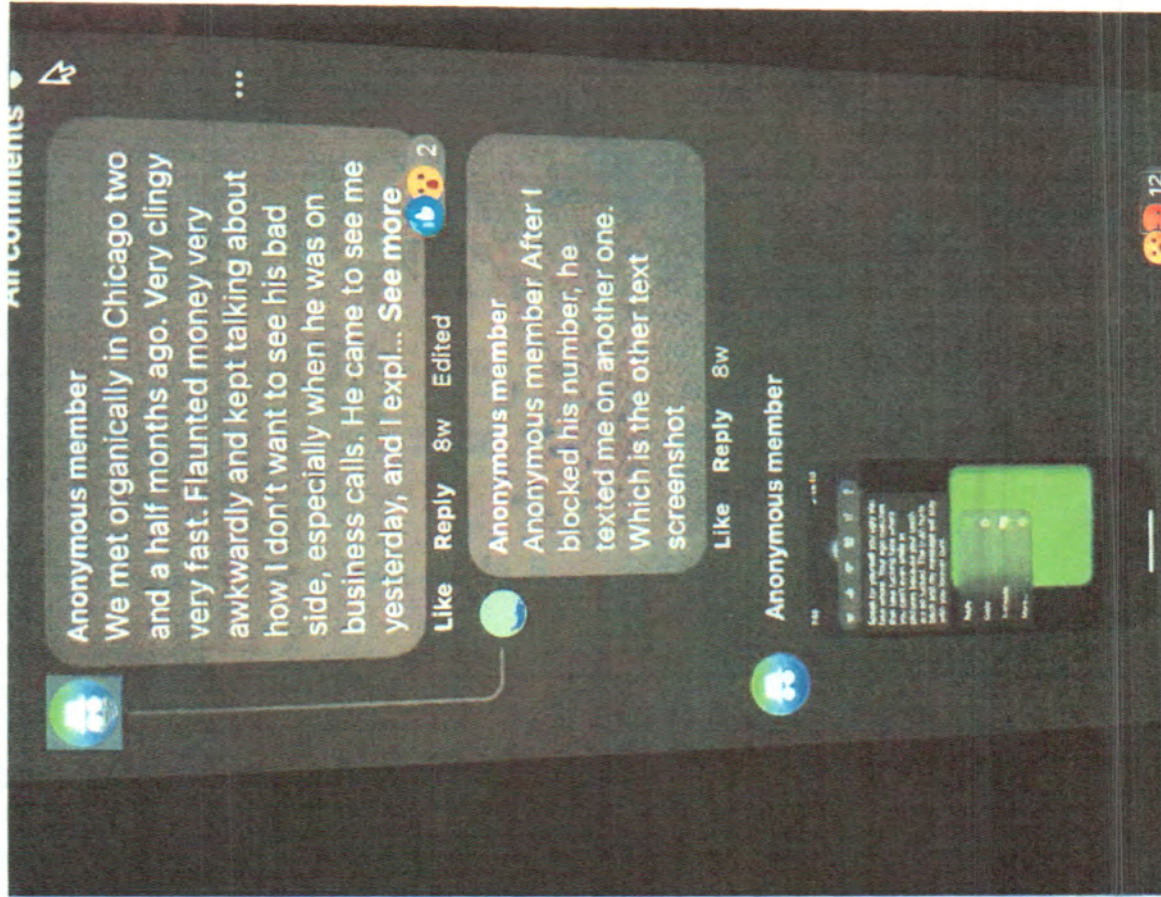 All comments
Anonymous member
We met organically in Chicago two
and a half months ago. Very clingy
very fast. Flaunted money very
awkwardly and kept talking about
how I don't want to see his bad
side, especially when he was on
business calls. He came to see me
yesterday, and I expl... See more
2
Like Reply 8w Edited
Anonymous member
Anonymous member After I
blocked his number, he
texted me on another one.
Which is the other text
screenshot
Like Reply 8w
Anonymous member
Reply
12